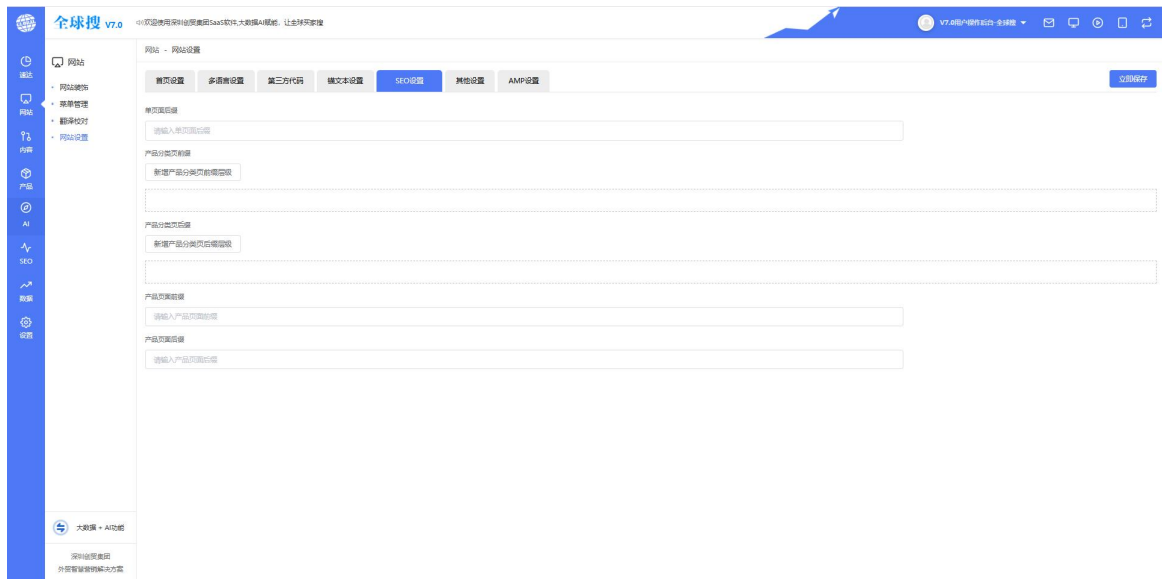 全球搜 V7.0
欢迎使用深圳创贸集团SaaS软件,大数据AI赋能，让全球买家搜
V7.0用户操作后台-全球搜
速达
网站
内容
产品
AI
SEO
数据
设置
网站
网站装饰
菜单管理
翻译校对
网站设置
大数据 + AI功能
深圳创贸集团
外贸智慧营销解决方案
网站 - 网站设置
首页设置 多语言设置 第三方代码 锚文本设置 SEO设置 其他设置 AMP设置 立即保存
单页面后缀
请输入单页面后缀
产品分类页前缀
新增产品分类页前缀层级
产品分类页后缀
新增产品分类页后缀层级
产品页面前缀
请输入产品页面前缀
产品页面后缀
请输入产品页面后缀